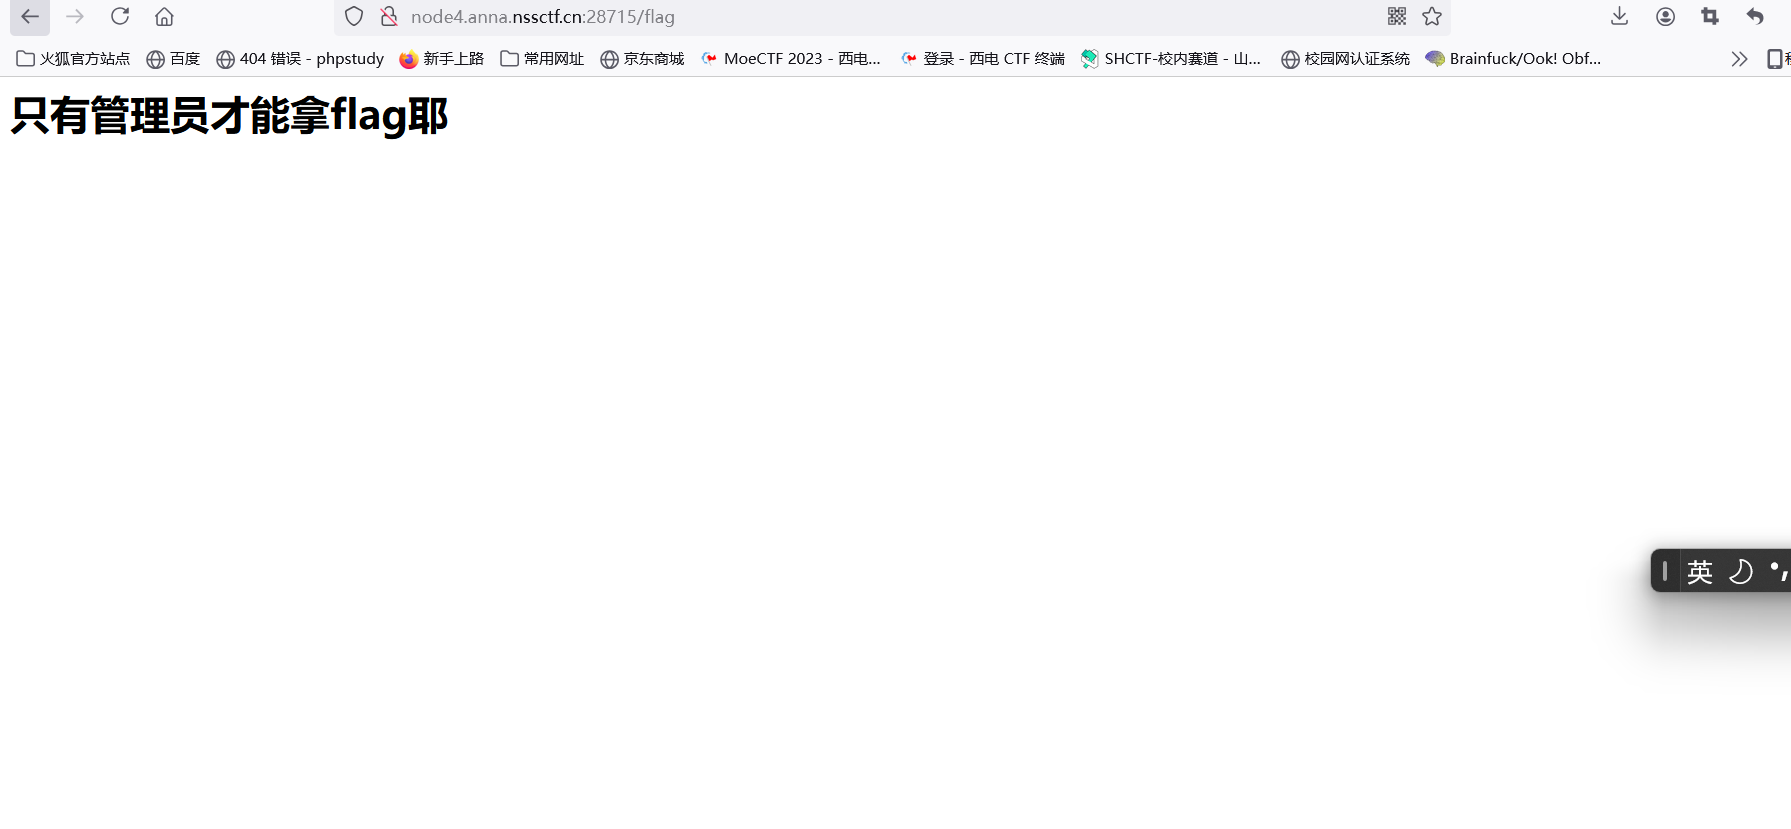 node4.anna.nssctf.cn:28715/flag
火狐官方站点 百度 404 错误 - phpstudy 新手上路 常用网址 京东商城 MoeCTF 2023 - 西电... 登录 - 西电 CTF 终端 SHCTF-校内赛道 - 山... 校园网认证系统 Brainfuck/Ook! Obf...
只有管理员才能拿flag耶
英